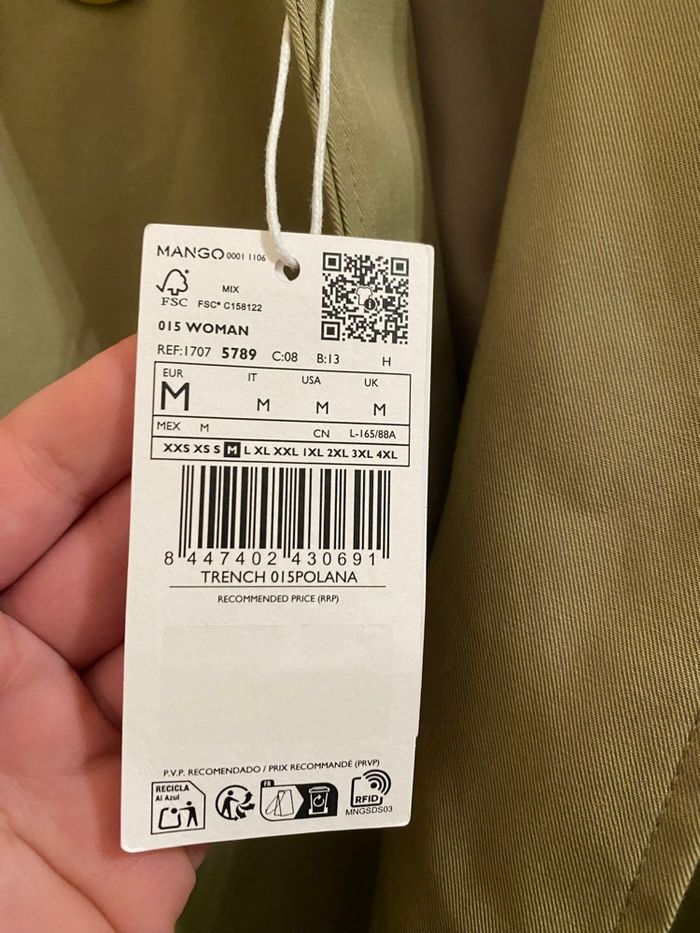 MANGO 0001 1106
MIX
FSC
FSC® C158122
015 WOMAN
REF:1707 5789 C:08 B:13 H
EUR IT USA UK
M M M M
MEX M CN L-165/88A
XXS XS S M L XL XXL 1XL 2XL 3XL 4XL
8 447402 430691
TRENCH 015POLANA
RECOMMENDED PRICE (RRP)
P.V.P. RECOMENDADO / PRIX RECOMMANDÉ (PRVP)
RECICLA
Al Azul
FR
RFID
MNGSDS03